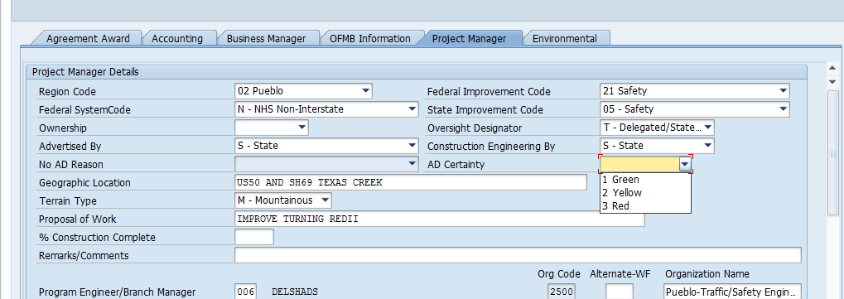 Agreement Award Accounting Business Manager OFMB Information Project Manager Environmental
Project Manager Details
Region Code 02 Pueblo Federal Improvement Code 21 Safety
Federal SystemCode N - NHS Non-Interstate State Improvement Code 05 - Safety
Ownership Oversight Designator T - Delegated/State...
Advertised By S - State Construction Engineering By S - State
No AD Reason AD Certainty
1 Green
2 Yellow
3 Red
Geographic Location US50 AND SH69 TEXAS CREEK
Terrain Type M - Mountainous
Proposal of Work IMPROVE TURNING REDII
% Construction Complete
Remarks/Comments
Org Code Alternate-WF Organization Name
Program Engineer/Branch Manager 006 DELSHADS 2500 Pueblo-Traffic/Safety Engin..